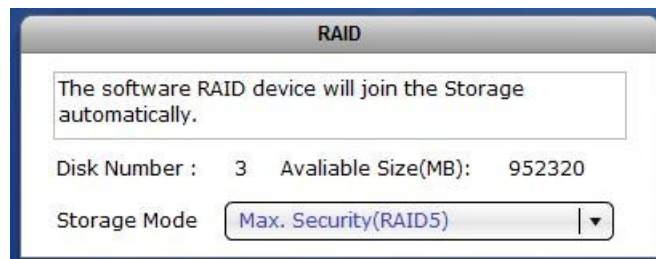 RAID
The software RAID device will join the Storage
automatically.
Disk Number : 3 Avaliable Size(MB): 952320
Storage Mode Max. Security(RAID5)